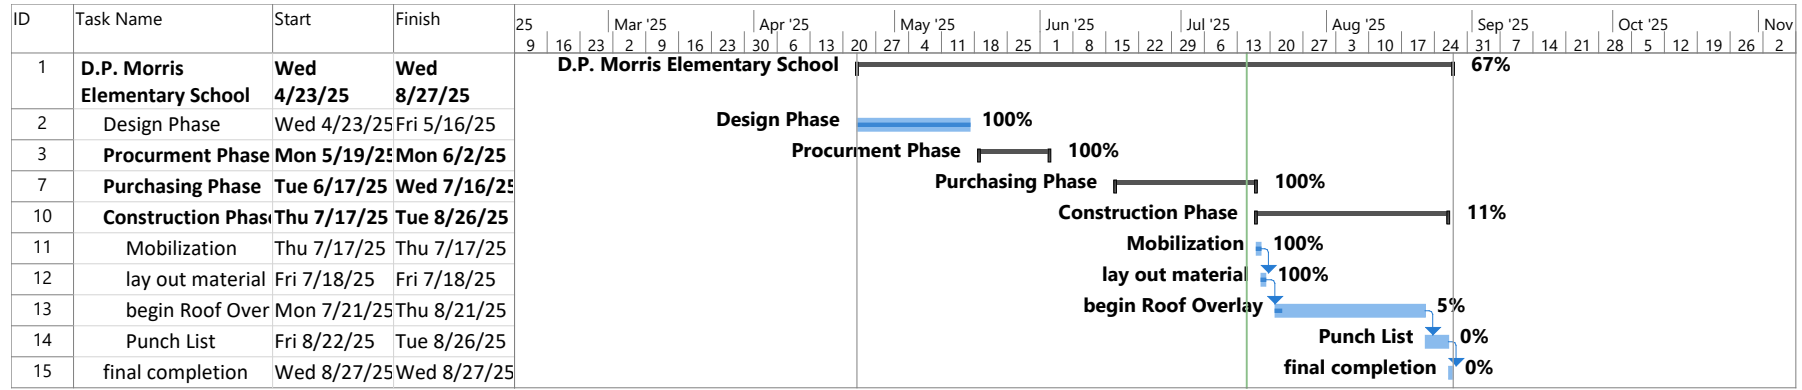 ID Task Name Start Finish 25 Mar '25 Apr '25 May '25 Jun '25 Jul '25 Aug '25 Sep '25 Oct '25 Nov
9 16 23 2 9 16 23 30 6 13 20 27 4 11 18 25 1 8 15 22 29 6 13 20 27 3 10 17 24 31 7 14 21 28 5 12 19 26 2
1 D.P. Morris Wed Wed D.P. Morris Elementary School 67%
Elementary School 4/23/25 8/27/25
2 Design Phase Wed 4/23/25 Fri 5/16/25 Design Phase 100%
3 Procurment Phase Mon 5/19/25 Mon 6/2/25 Procurment Phase 100%
7 Purchasing Phase Tue 6/17/25 Wed 7/16/25 Purchasing Phase 100%
10 Construction Phas Thu 7/17/25 Tue 8/26/25 Construction Phase 11%
11 Mobilization Thu 7/17/25 Thu 7/17/25 Mobilization 100%
12 lay out material Fri 7/18/25 Fri 7/18/25 lay out material 100%
13 begin Roof Over Mon 7/21/25 Thu 8/21/25 begin Roof Overlay 5%
14 Punch List Fri 8/22/25 Tue 8/26/25 Punch List 0%
15 final completion Wed 8/27/25 Wed 8/27/25 final completion 0%